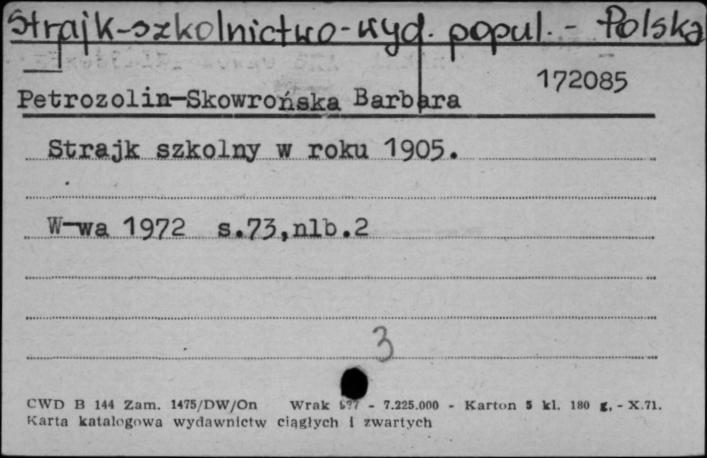 Strajk-szkolnictwo-wyd. popul. - Polska
172085
Petrozolin-Skowrońska Barbara
Strajk szkolny w roku 1905.
W-wa 1972 s.73,nlb.2
3
CWD B 144 Zam. 1475/DW/On Wrak - 7.225.000 - Karton 5 kl. 180 g, - X.71.
Karta katalogowa wydawnictw ciągłych i zwartych